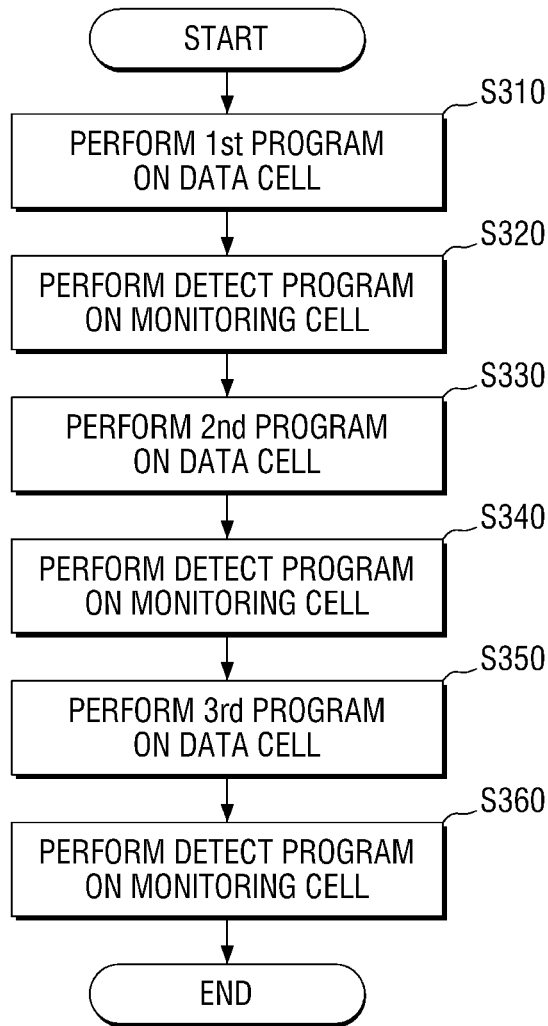 START
S310
PERFORM 1st PROGRAM
ON DATA CELL
S320
PERFORM DETECT PROGRAM
ON MONITORING CELL
S330
PERFORM 2nd PROGRAM
ON DATA CELL
S340
PERFORM DETECT PROGRAM
ON MONITORING CELL
S350
PERFORM 3rd PROGRAM
ON DATA CELL
S360
PERFORM DETECT PROGRAM
ON MONITORING CELL
END